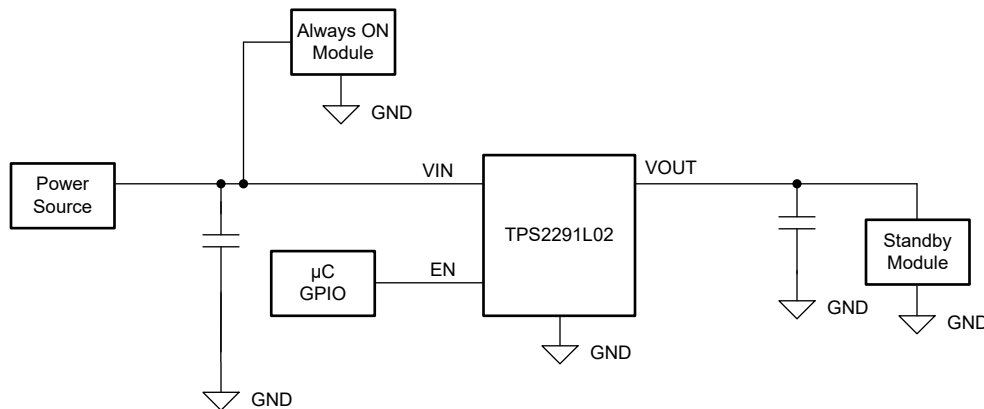 Always ON
Module
GND
Power
Source
VIN
VOUT
TPS2291L02
µC
GPIO
EN
Standby
Module
GND
GND
GND
GND